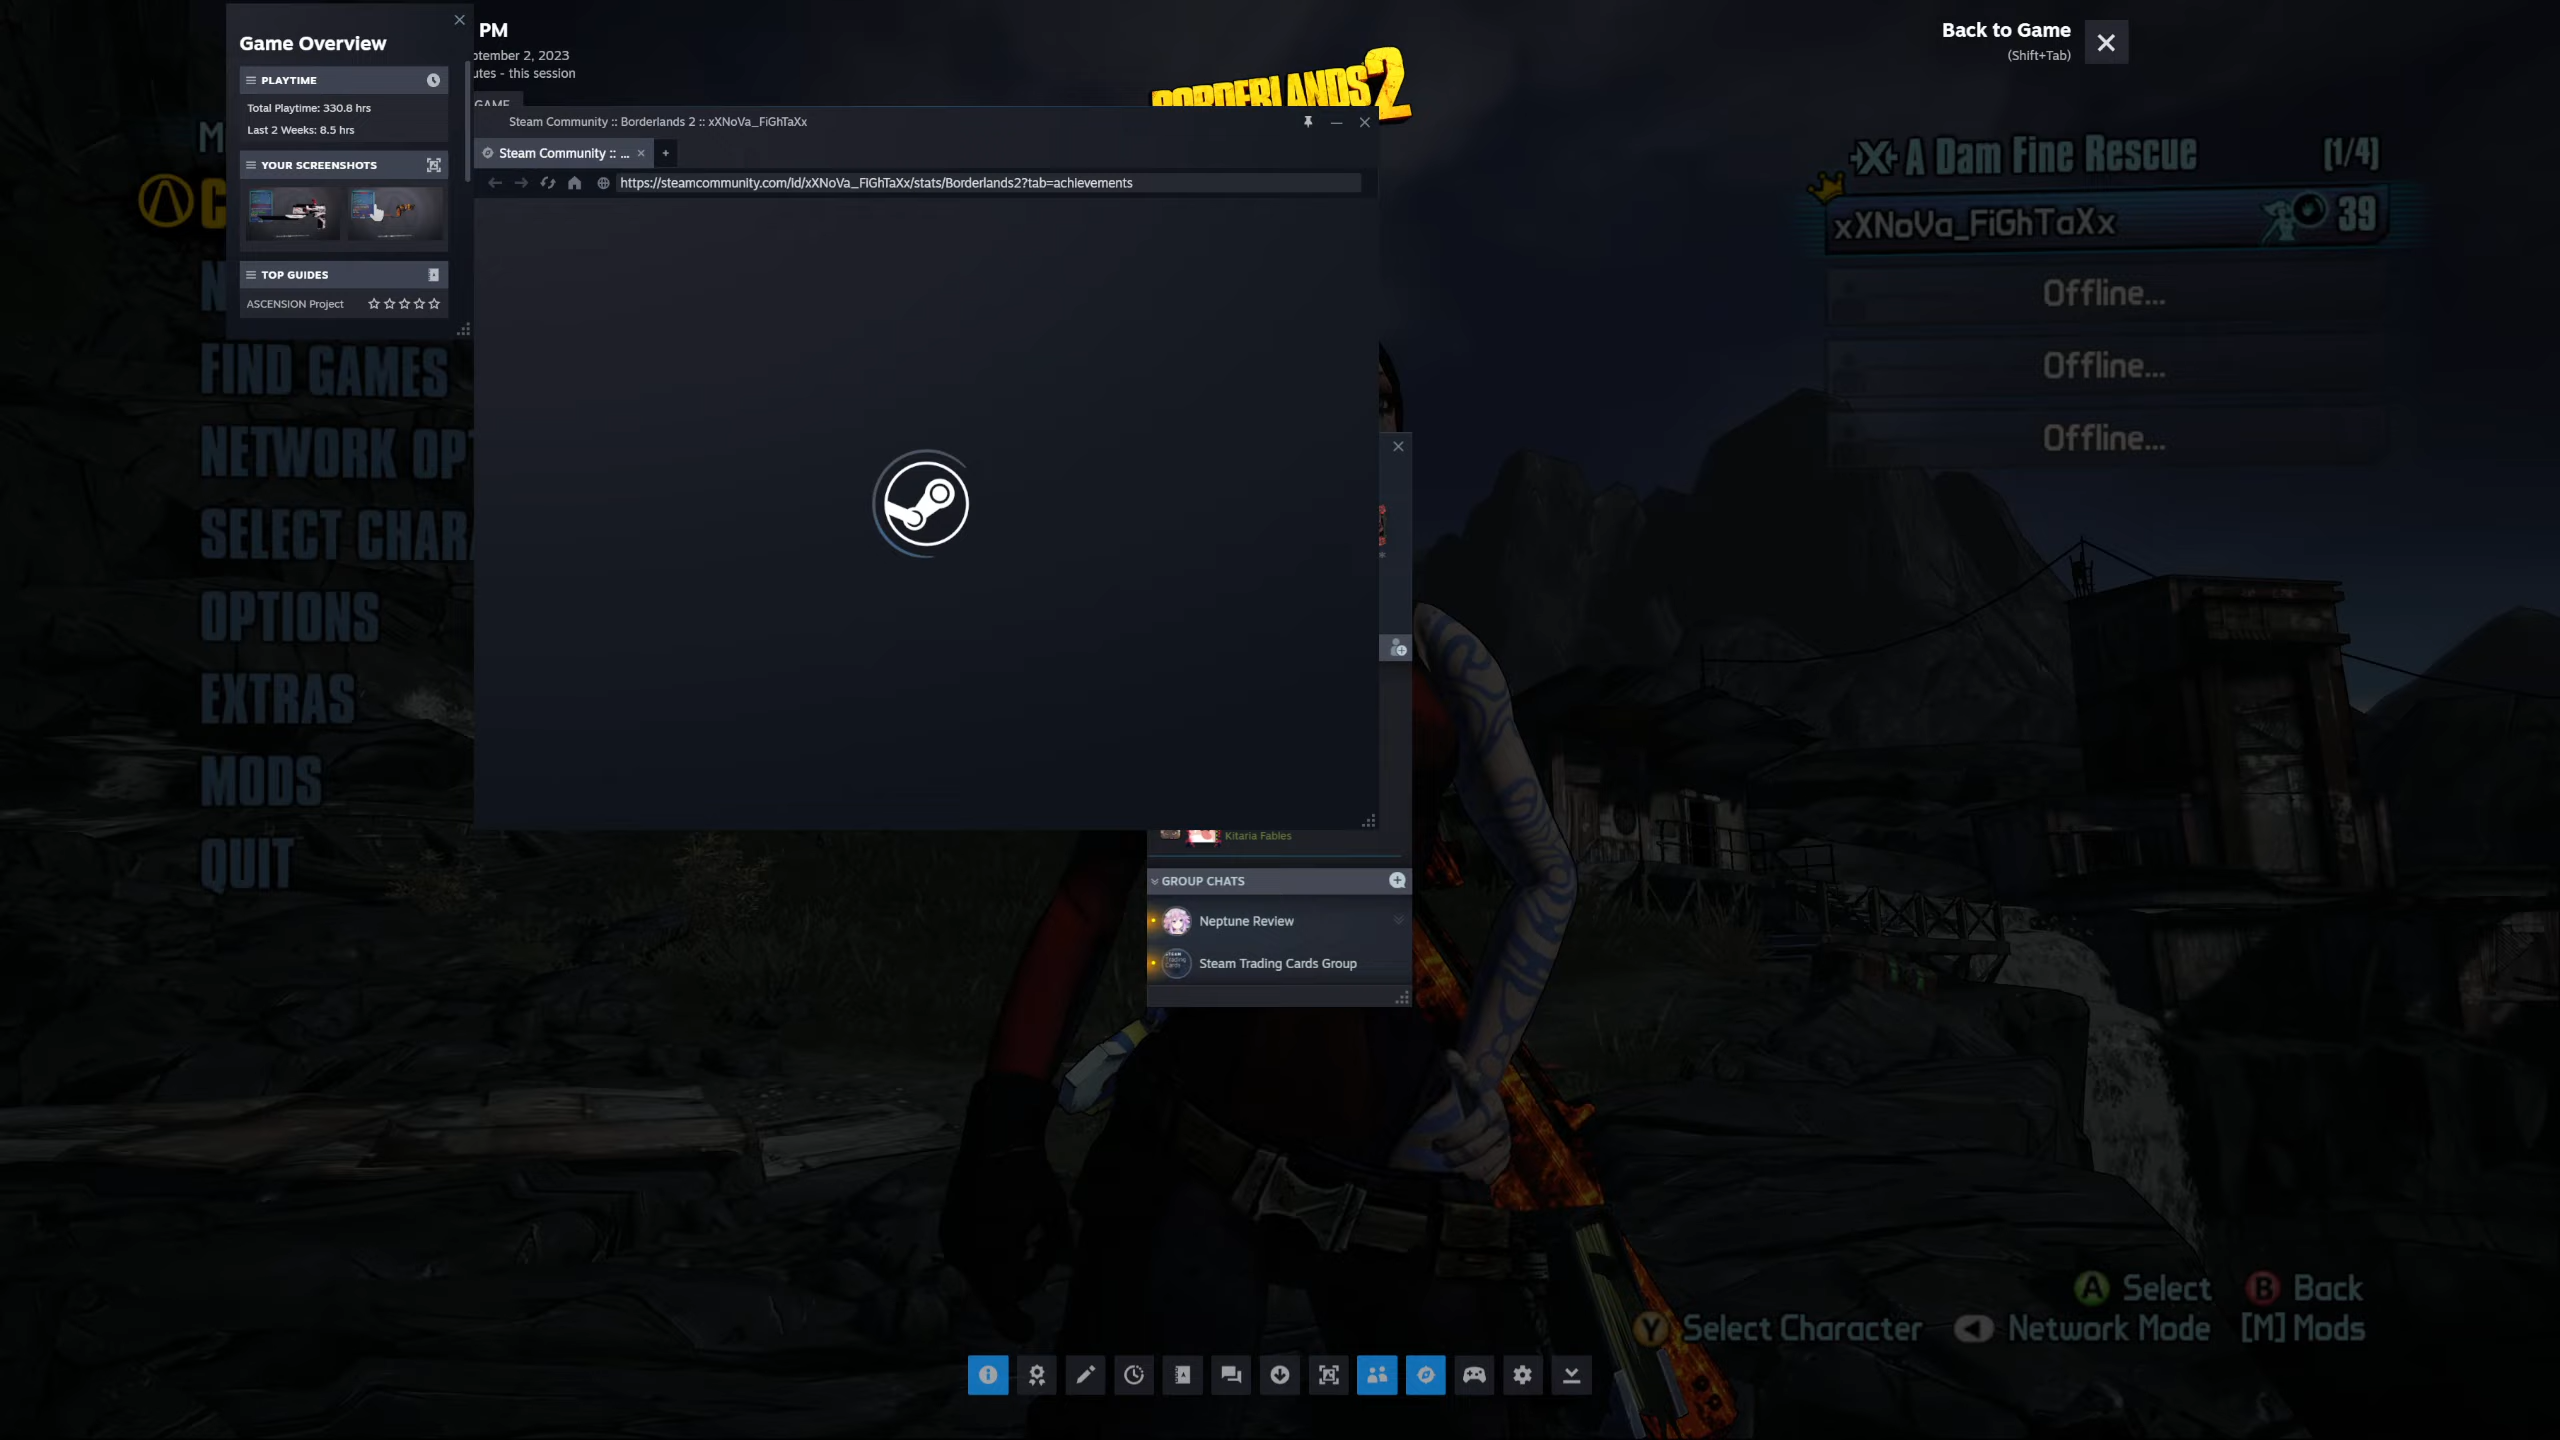 Game Overview
PLAYTIME
Total Playtime: 330.8 hrs
Last 2 Weeks: 8.5 hrs
YOUR SCREENSHOTS
TOP GUIDES
ASCENSION Project
PM
ptember 2, 2023
utes - this session
GAME
BORDERLANDS 2
Back to Game
(Shift+Tab)
Steam Community :: Borderlands 2 :: xXNoVa_FiGhTaXx
Steam Community :: ...
https://steamcommunity.com/id/xXNoVa_FiGhTaXx/stats/Borderlands2?tab=achievements
A Dam Fine Rescue
(1/4)
xXNoVa_FiGhTaXx
39
Offline...
Offline...
Offline...
M
C
N
FIND GAMES
NETWORK OP
SELECT CHAR
OPTIONS
EXTRAS
MODS
QUIT
Kitaria Fables
GROUP CHATS
Neptune Review
Steam Trading Cards Group
A Select
B Back
Y Select Character
Network Mode
[M] Mods